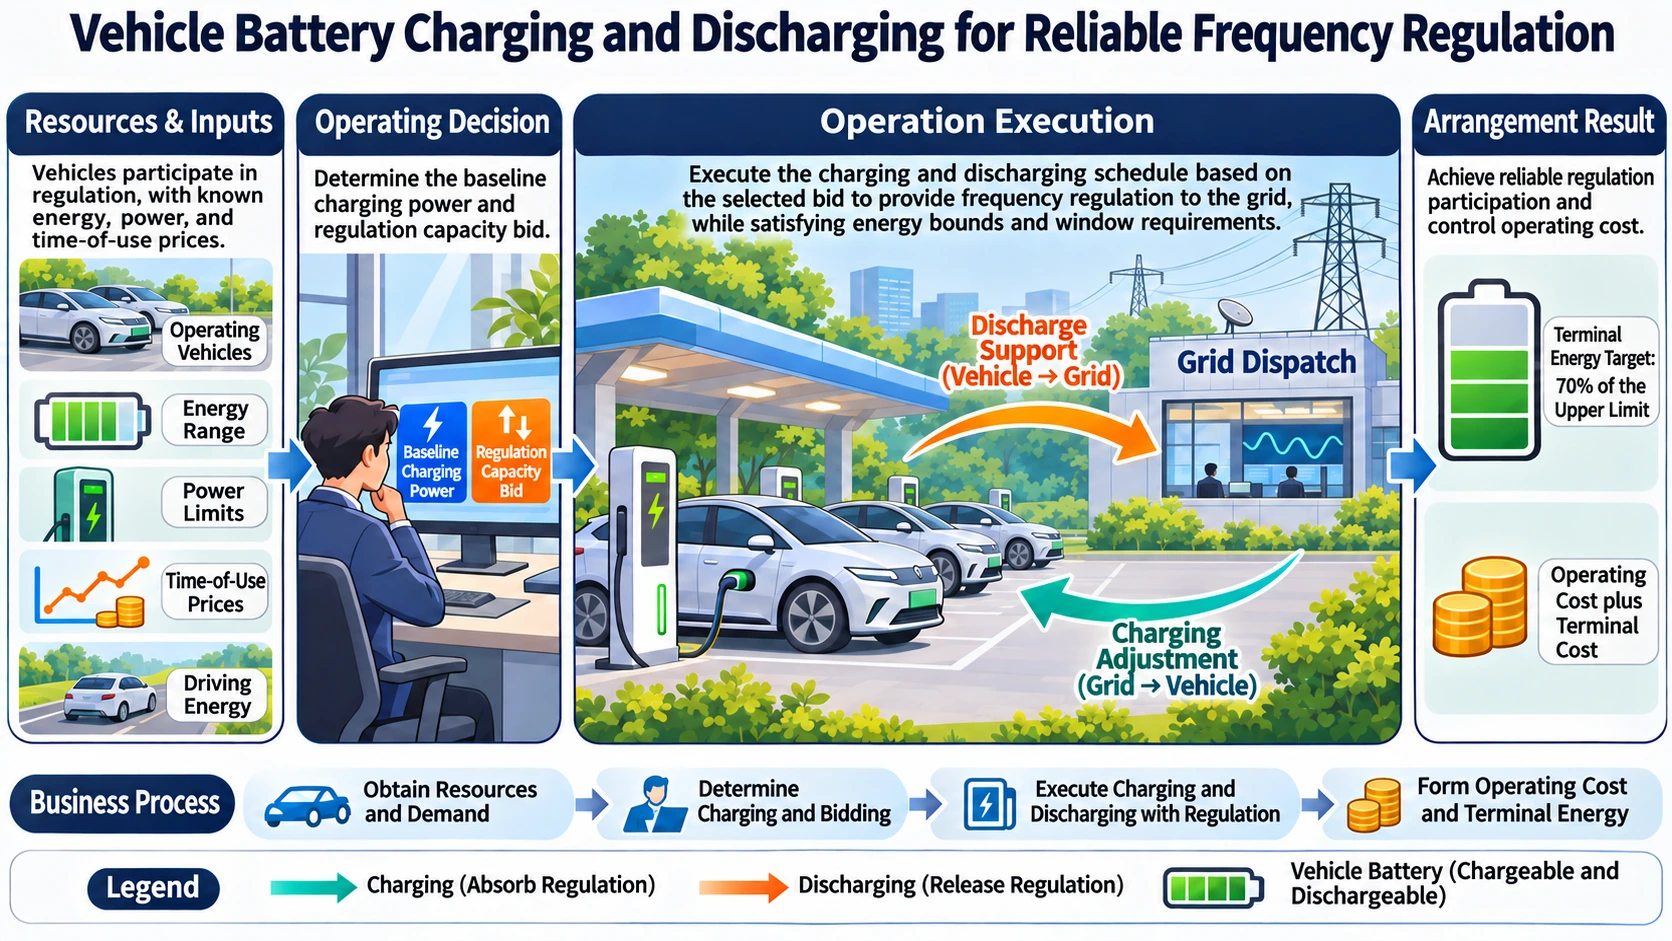 Vehicle Battery Charging and Discharging for Reliable Frequency Regulation
Resources & Inputs
Vehicles participate in
regulation, with known
energy, power, and
time-of-use prices.
Operating
Vehicles
Energy
Range
Power
Limits
Time-of-Use
Prices
Driving
Energy
Operating Decision
Determine the baseline
charging power and
regulation capacity bid.
Baseline
Charging
Power
Regulation
Capacity
Bid
Operation Execution
Execute the charging and discharging schedule based on
the selected bid to provide frequency regulation to the grid,
while satisfying energy bounds and window requirements.
Discharge
Support
(Vehicle → Grid)
Grid Dispatch
Charging
Adjustment
(Grid → Vehicle)
Arrangement Result
Achieve reliable regulation
participation and
control operating cost.
Terminal
Energy Target:
70% of the
Upper Limit
Operating
Cost plus
Terminal
Cost
Business Process
Obtain Resources
and Demand
Determine
Charging and Bidding
Execute Charging and
Discharging with Regulation
Form Operating Cost
and Terminal Energy
Legend
Charging (Absorb Regulation)
Discharging (Release Regulation)
Vehicle Battery (Chargeable and
Dischargeable)